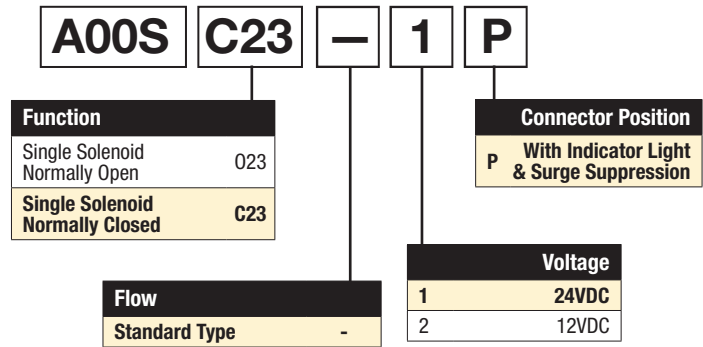 A00S C23 — 1 P
Function
Single Solenoid
Normally Open O23
Single Solenoid
Normally Closed C23
Connector Position
P With Indicator Light
& Surge Suppression
Flow
Standard Type -
Voltage
1 24VDC
2 12VDC